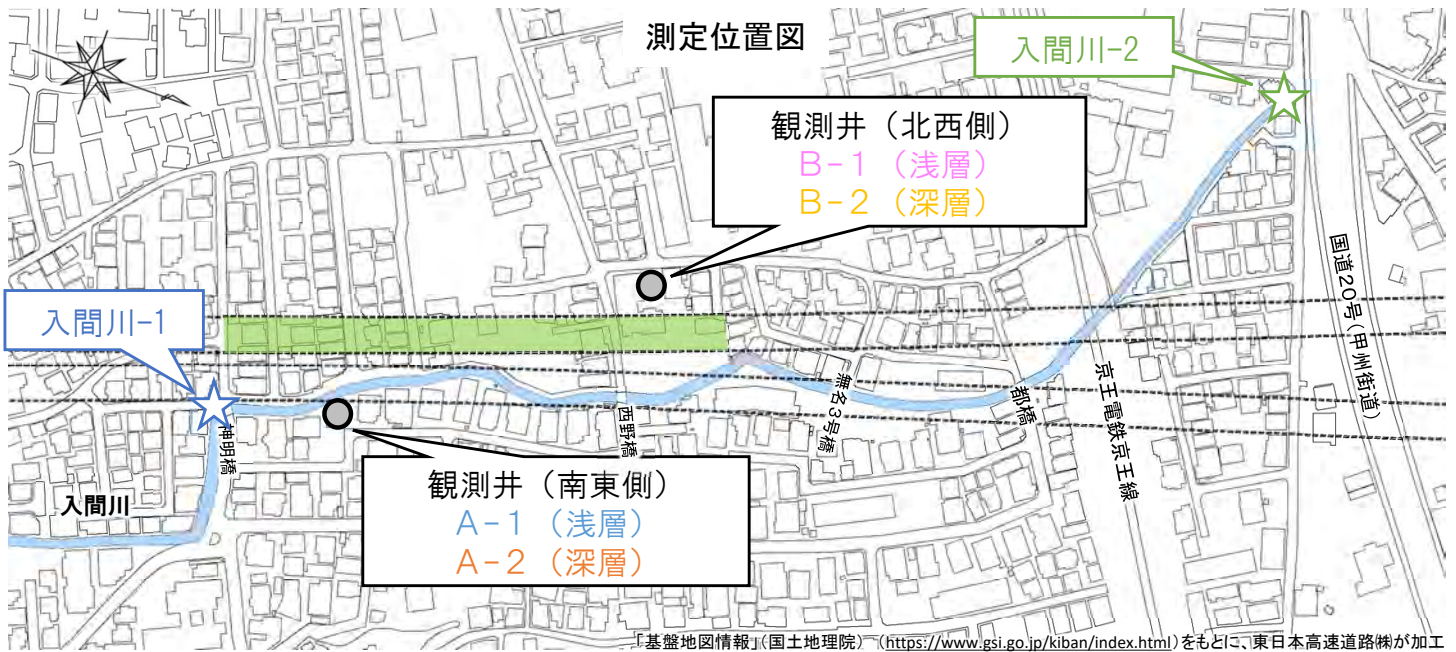 測定位置図
入間川-2
観測井（北西側）
B-1（浅層）
B-2（深層）
国道20号(甲州街道)
入間川-1
無名3号橋
都橋
京王電鉄京王線
西野橋
神明橋
観測井（南東側）
A-1（浅層）
A-2（深層）
入間川
「基盤地図情報」(国土地理院) (https://www.gsi.go.jp/kiban/index.html)をもとに、東日本高速道路㈱が加工